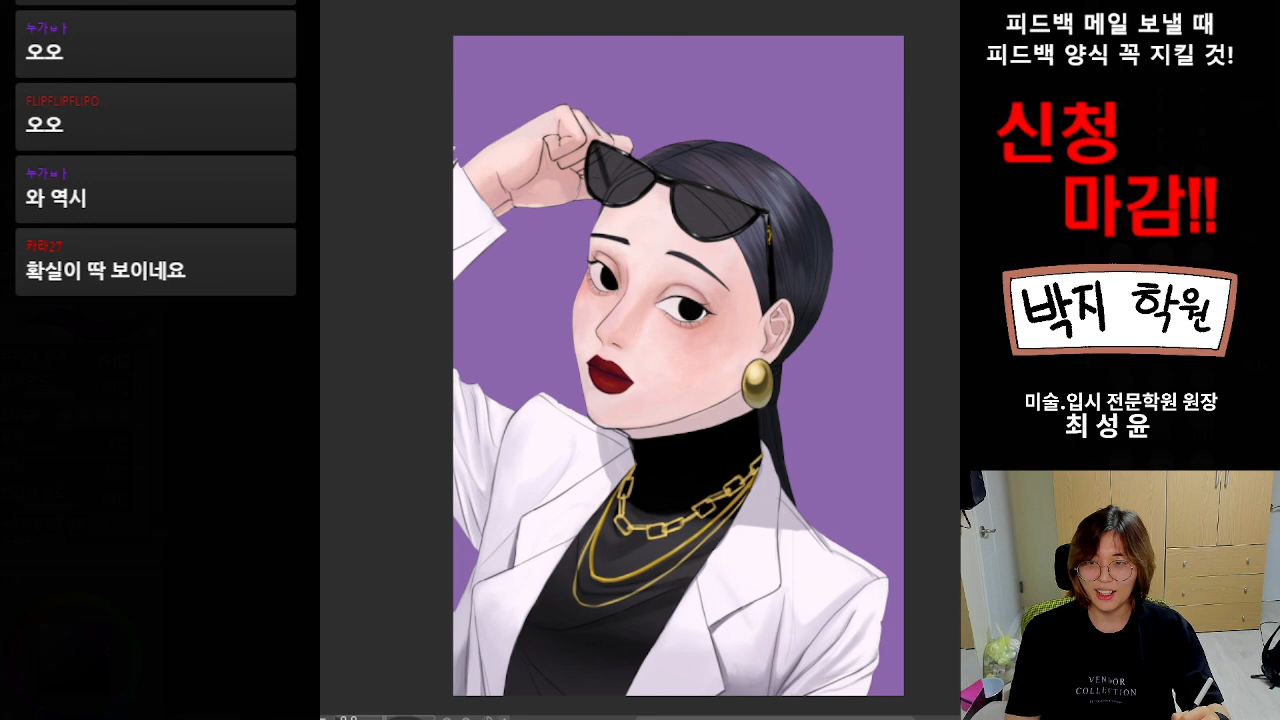 누가ㅂㅏ
오오
FLIPFLIPFLIPO
오오
누가ㅂㅏ
와 역시
카라27
확실이 딱 보이네요
피드백 메일 보낼 때
피드백 양식 꼭 지킬 것!
신청
마감!!
박지 학원
미술.입시 전문학원 원장
최성윤
VENDOR
COLLECTION